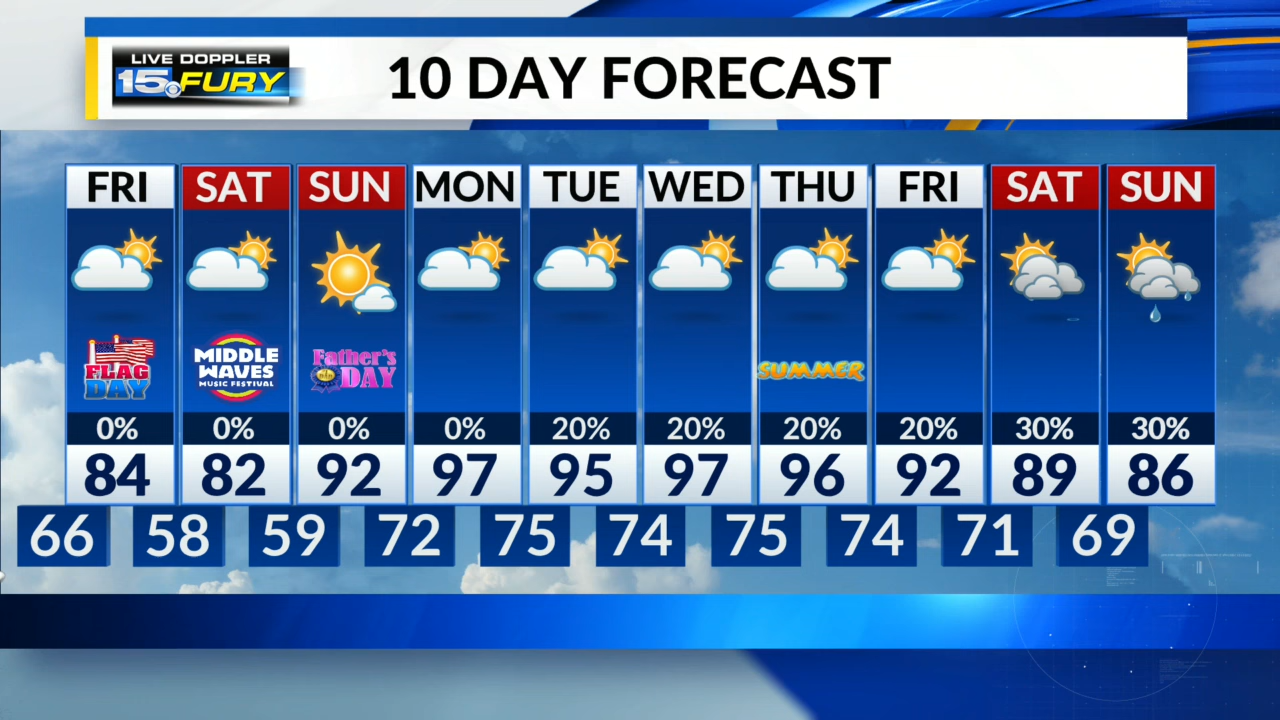 LIVE DOPPLER
15 FURY
10 DAY FORECAST
FRI SAT SUN MON TUE WED THU FRI SAT SUN
FLAG
DAY
MIDDLE
WAVES
MUSIC FESTIVAL
Father's
DAY
SUMMER
0% 0% 0% 0% 20% 20% 20% 20% 30% 30%
84 82 92 97 95 97 96 92 89 86
66 58 59 72 75 74 75 74 71 69